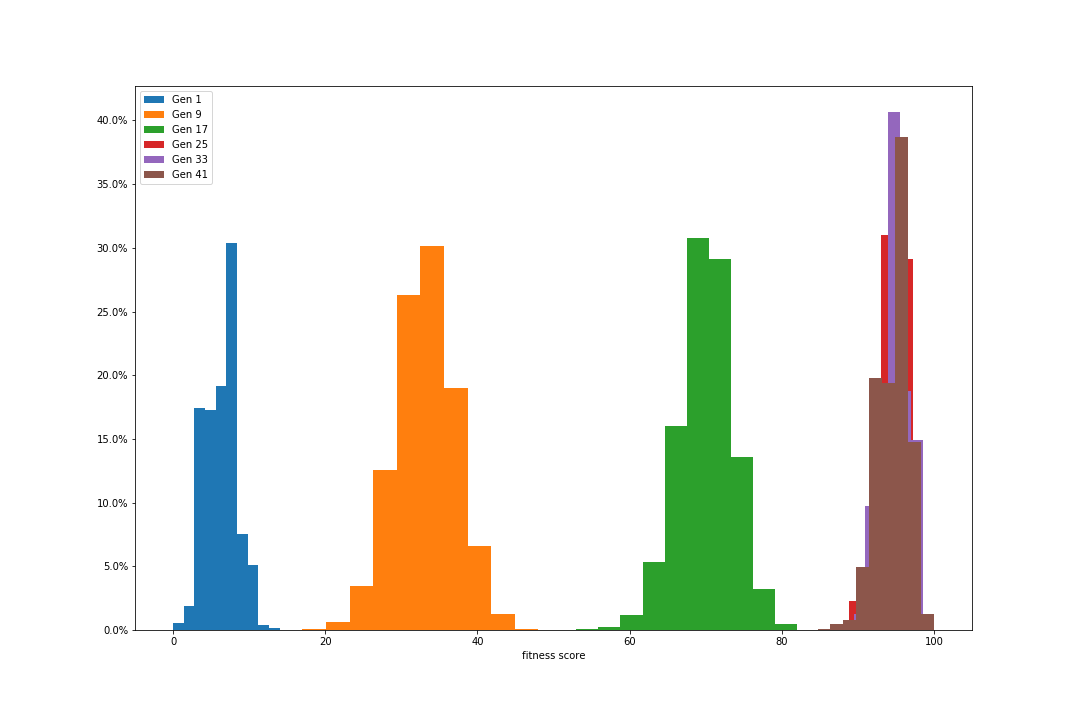 Gen 1
Gen 9
Gen 17
Gen 25
Gen 33
Gen 41
40.0%
35.0%
30.0%
25.0%
20.0%
15.0%
10.0%
5.0%
0.0%
0 20 40 60 80 100
fitness score